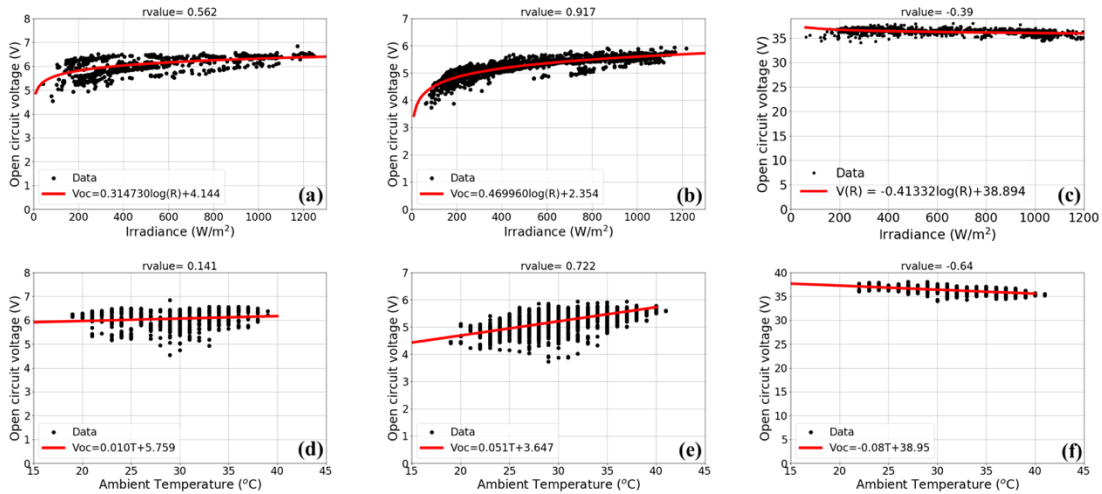 rvalue= 0.562
8
7
6
5
4
3
2
1
0
Open circuit voltage (V)
Data
Voc=0.314730log(R)+4.144
(a)
0 200 400 600 800 1000 1200
Irradiance (W/m²)
rvalue= 0.917
7
6
5
4
3
2
1
0
Open circuit voltage (V)
Data
Voc=0.469960log(R)+2.354
(b)
0 200 400 600 800 1000 1200
Irradiance (W/m²)
rvalue= -0.39
40
35
30
25
20
15
10
5
0
Open circuit voltage (V)
Data
V(R) = -0.41332log(R)+38.894
(c)
0 200 400 600 800 1000 1200
Irradiance (W/m²)
rvalue= 0.141
8
7
6
5
4
3
2
1
0
Open circuit voltage (V)
Data
Voc=0.010T+5.759
(d)
15 20 25 30 35 40 45
Ambient Temperature (°C)
rvalue= 0.722
7
6
5
4
3
2
1
0
Open circuit voltage (V)
Data
Voc=0.051T+3.647
(e)
15 20 25 30 35 40 45
Ambient Temperature (°C)
rvalue= -0.64
40
35
30
25
20
15
10
5
0
Open circuit voltage (V)
Data
Voc=-0.08T+38.95
(f)
15 20 25 30 35 40 45
Ambient Temperature (°C)